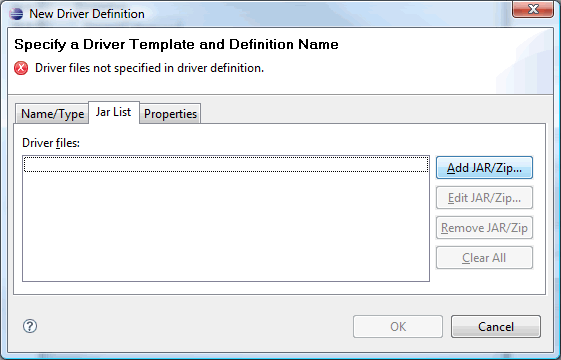 New Driver Definition
Specify a Driver Template and Definition Name
Driver files not specified in driver definition.
Name/Type Jar List Properties
Driver files:
Add JAR/Zip...
Edit JAR/Zip...
Remove JAR/Zip
Clear All
OK Cancel